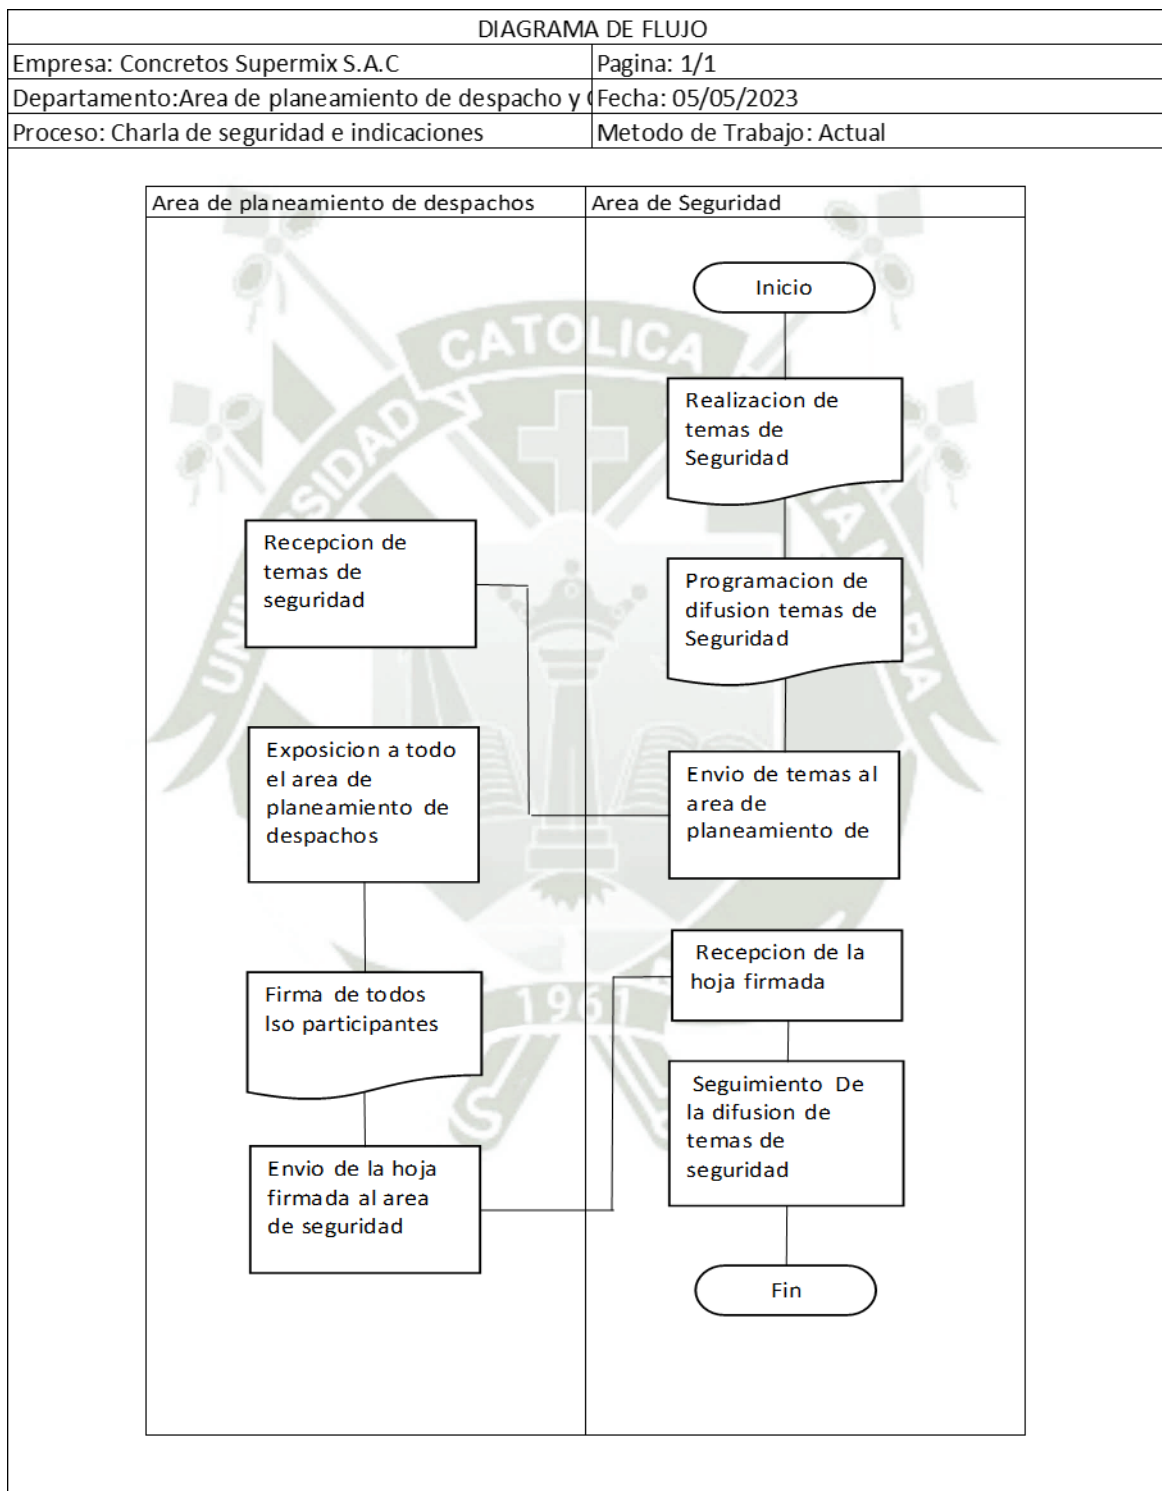 DIAGRAMA DE FLUJO
Empresa: Concretos Supermix S.A.C
Pagina: 1/1
Departamento:Area de planeamiento de despacho y
Fecha: 05/05/2023
Proceso: Charla de seguridad e indicaciones
Metodo de Trabajo: Actual
Area de planeamiento de despachos
Area de Seguridad
Inicio
Realizacion de
temas de
Seguridad
Programacion de
difusion temas de
Seguridad
Envio de temas al
area de
planeamiento de
Recepcion de
temas de
seguridad
Exposicion a todo
el area de
planeamiento de
despachos
Firma de todos
lso participantes
Envio de la hoja
firmada al area
de seguridad
Recepcion de la
hoja firmada
Seguimiento De
la difusion de
temas de
seguridad
Fin
CATOLICA
1961